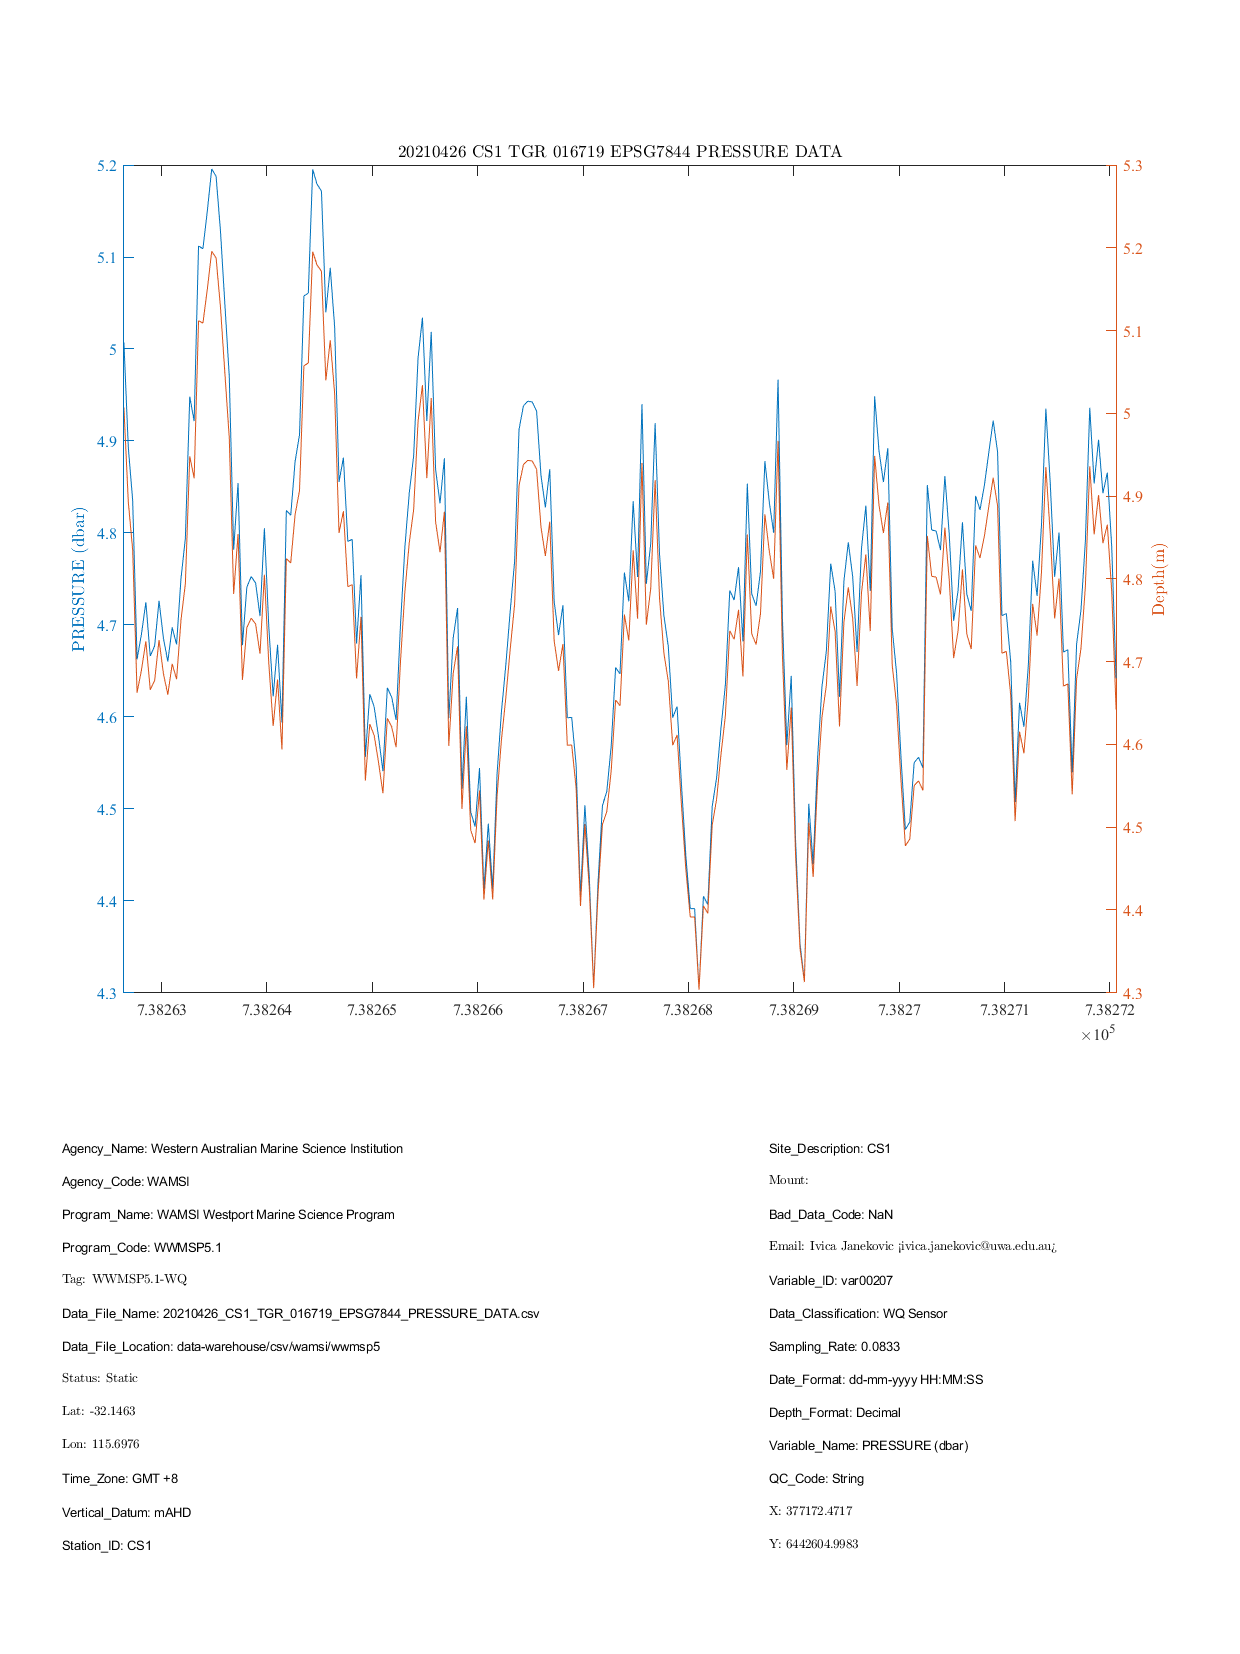 20210426 CS1 TGR 016719 EPSG7844 PRESSURE DATA
5.2
5.1
5
4.9
4.8
4.7
4.6
4.5
4.4
4.3
PRESSURE (dbar)
5.3
5.2
5.1
5
4.9
4.8
4.7
4.6
4.5
4.4
4.3
Depth(m)
7.38263 7.38264 7.38265 7.38266 7.38267 7.38268 7.38269 7.3827 7.38271 7.38272
×10^5
Agency_Name: Western Australian Marine Science Institution
Agency_Code: WAMSI
Program_Name: WAMSI Westport Marine Science Program
Program_Code: WWMSP5.1
Tag: WWMSP5.1-WQ
Data_File_Name: 20210426_CS1_TGR_016719_EPSG7844_PRESSURE_DATA.csv
Data_File_Location: data-warehouse/csv/wamsi/wwmsp5
Status: Static
Lat: -32.1463
Lon: 115.6976
Time_Zone: GMT +8
Vertical_Datum: mAHD
Station_ID: CS1
Site_Description: CS1
Mount:
Bad_Data_Code: NaN
Email: Ivica Janekovic ¡ivica.janekovic@uwa.edu.au¿
Variable_ID: var00207
Data_Classification: WQ Sensor
Sampling_Rate: 0.0833
Date_Format: dd-mm-yyyy HH:MM:SS
Depth_Format: Decimal
Variable_Name: PRESSURE (dbar)
QC_Code: String
X: 377172.4717
Y: 6442604.9983